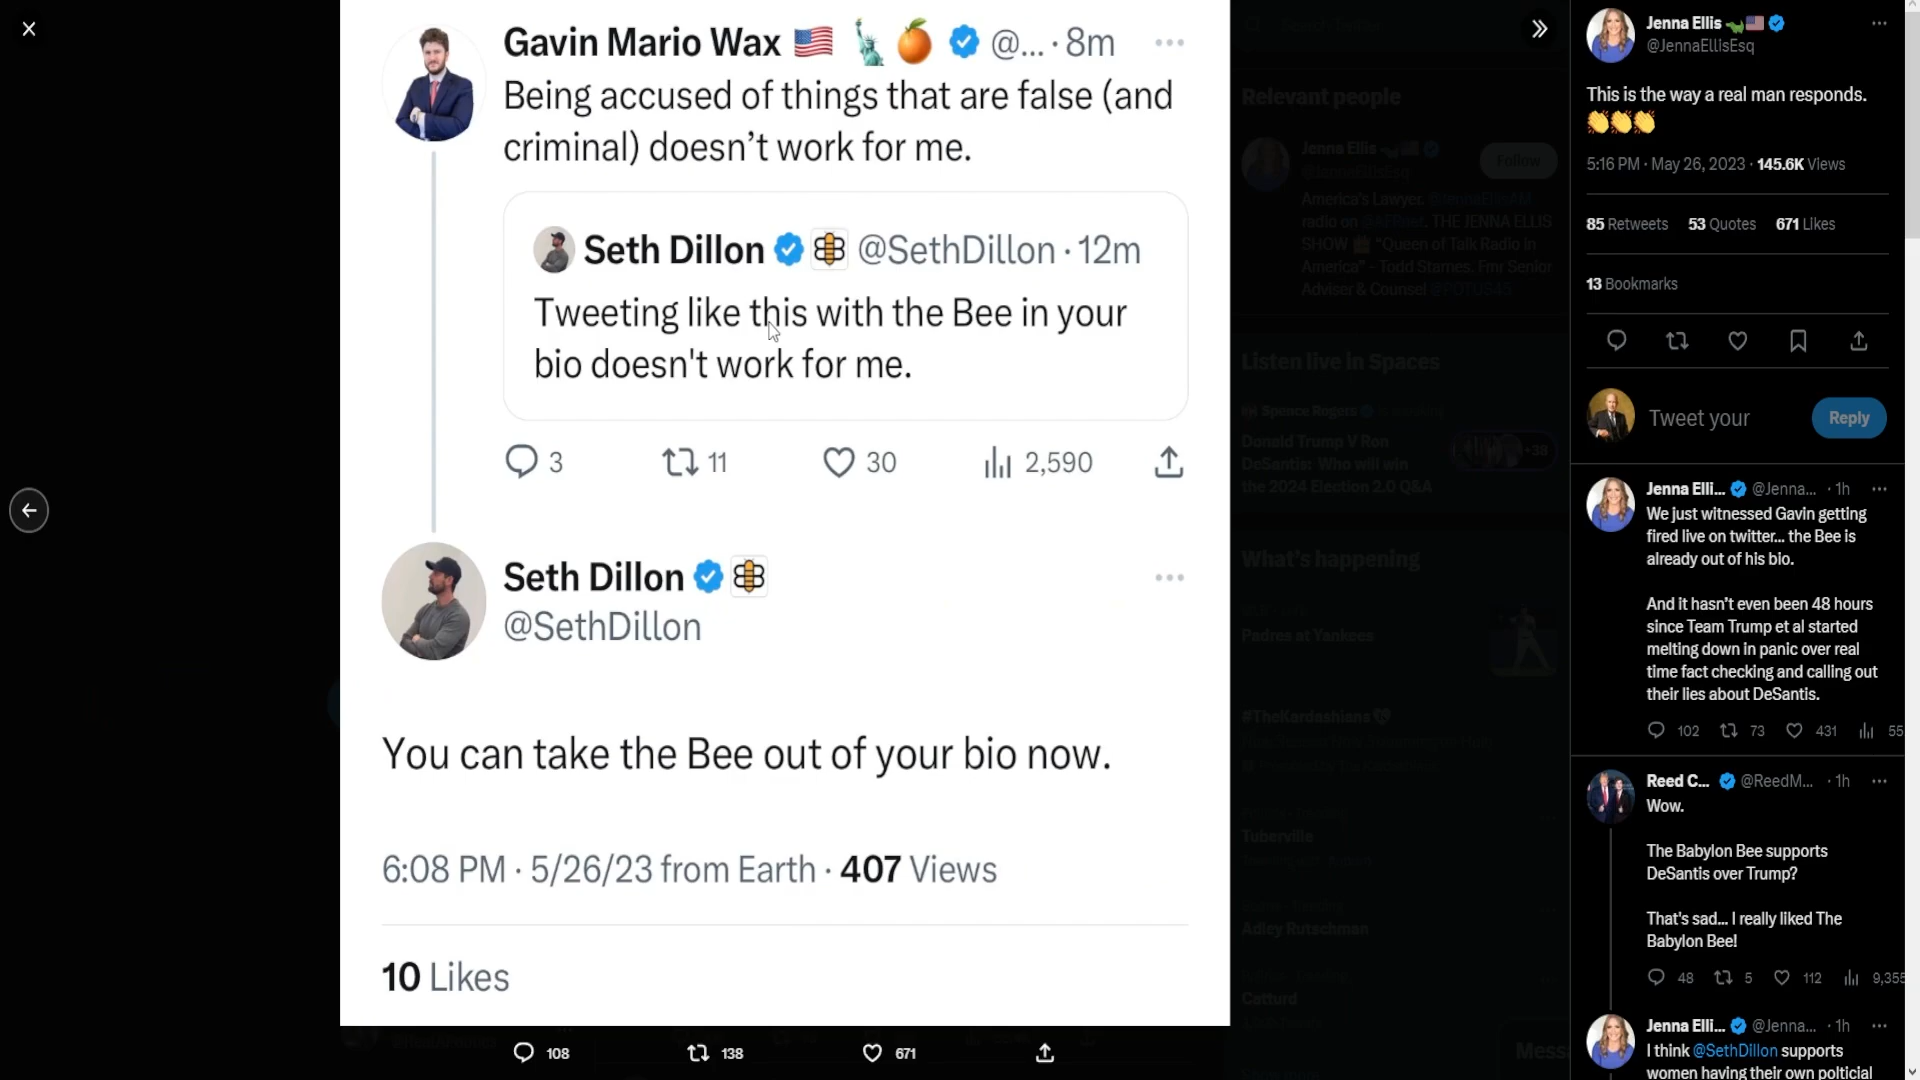 Gavin Mario Wax 🇺🇸 🗽🍊 @... · 8m
Being accused of things that are false (and
criminal) doesn’t work for me.
Seth Dillon @SethDillon · 12m
Tweeting like this with the Bee in your
bio doesn't work for me.
3 11 30 2,590
Seth Dillon
@SethDillon
You can take the Bee out of your bio now.
6:08 PM · 5/26/23 from Earth · 407 Views
10 Likes
108 138 671
Relevant people
Jenna Ellis
Follow
America's Lawyer.
radio on
THE JENNA ELLIS
SHOW "Queen of Talk Radio in
America" – Todd Starnes. Fmr Senior
Adviser & Counsel @POTUS45
Listen live in Spaces
Spence Rogers
Donald Trump V Ron
DeSantis: Who will win
the 2024 Election 2.0 Q&A
+38
What's happening
Padres at Yankees
#TheKardashians
Tuberville
Adley Rutschman
Catturd
Jenna Ellis 🐊🇺🇸
@JennaEllisEsq
This is the way a real man responds.
👏👏👏
5:16 PM · May 26, 2023 · 145.6K Views
85 Retweets 53 Quotes 671 Likes
13 Bookmarks
Tweet your
Reply
Jenna Elli... @Jenna... · 1h
We just witnessed Gavin getting
fired live on twitter... the Bee is
already out of his bio.
And it hasn’t even been 48 hours
since Team Trump et al started
melting down in panic over real
time fact checking and calling out
their lies about DeSantis.
102 73 431 55
Reed C... @ReedM... · 1h
Wow.
The Babylon Bee supports
DeSantis over Trump?
That's sad... I really liked The
Babylon Bee!
48 5 112 9,355
Jenna Elli... @Jenna... · 1h
I think @SethDillon supports
women having their own polticial